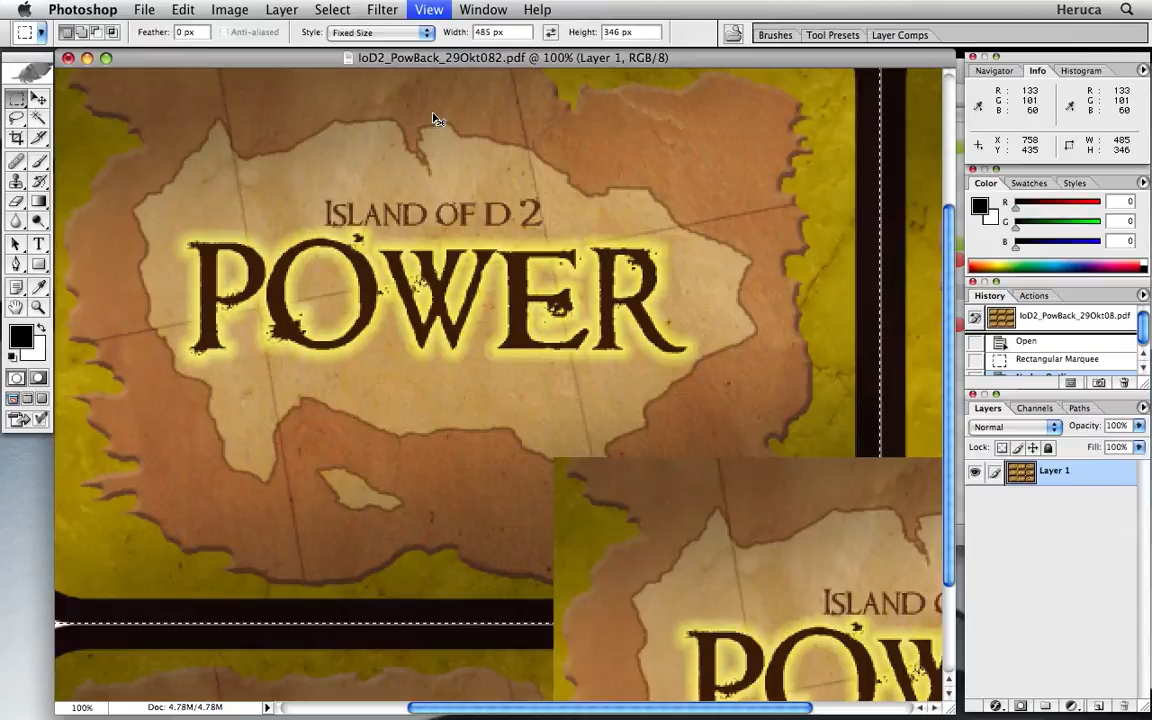 Photoshop File Edit Image Layer Select Filter View Window Help Heruca
Feather: 0 px Anti-aliased Style: Fixed Size Width: 485 px Height: 346 px Brushes Tool Presets Layer Comps
IoD2_PowBack_29Okt082.pdf @ 100% (Layer 1, RGB/8)
Navigator Info Histogram
R : 133 R : 133
G : 101 G : 101
B : 60 B : 60
X : 758 W : 485
Y : 435 H : 346
Color Swatches Styles
R 0
G 0
B 0
History Actions
IoD2_PowBack_29Okt08.pdf
Open
Rectangular Marquee
Layers Channels Paths
Normal Opacity: 100%
Lock: Fill: 100%
Layer 1
ISLAND OF D 2
POWER
ISLAND
POW
100% Doc: 4.78M/4.78M